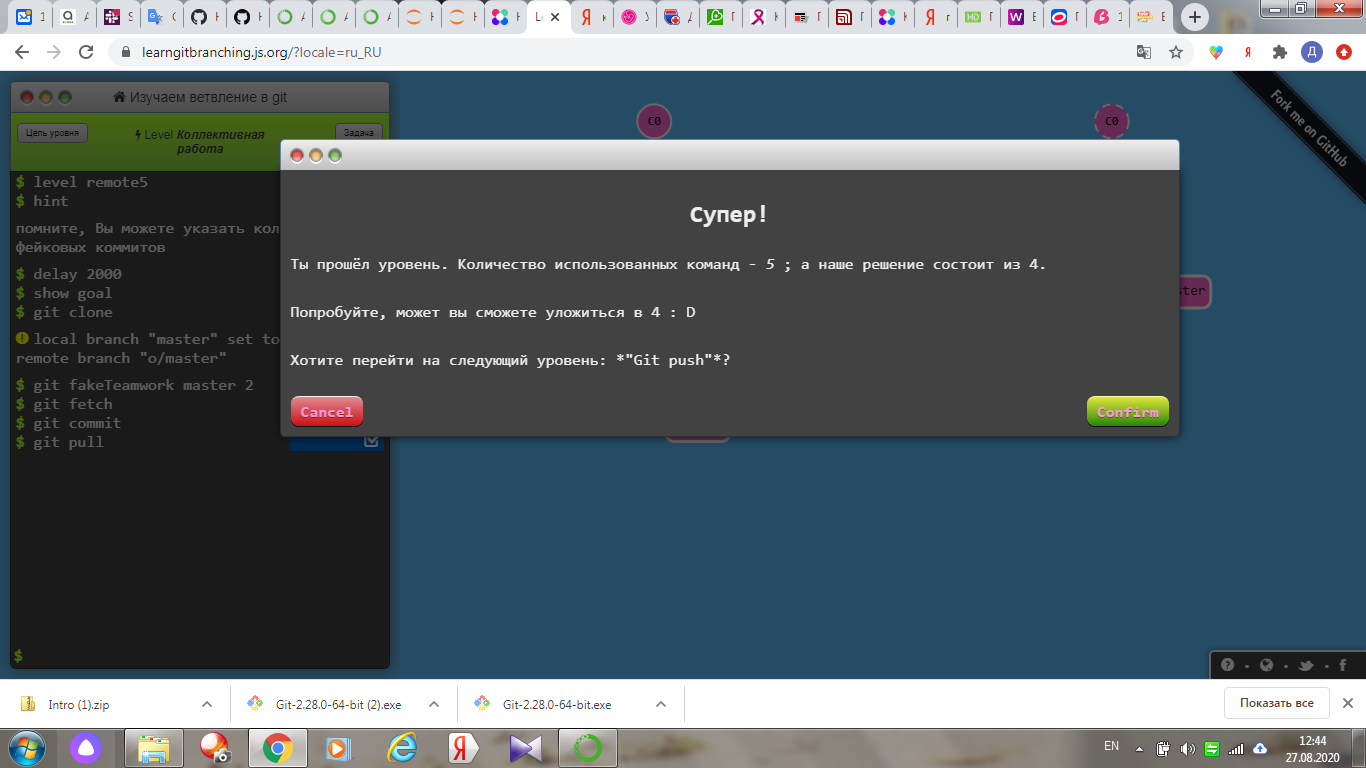 learngitbranching.js.org/?locale=ru_RU
Изучаем ветвление в git
Цель уровня
Level Коллективная работа
Задача
$ level remote5
$ hint
помните, Вы можете указать кол
фейковых коммитов
$ delay 2000
$ show goal
$ git clone
local branch "master" set to
remote branch "o/master"
$ git fakeTeamwork master 2
$ git fetch
$ git commit
$ git pull
$
C0
C0
Fork me on GitHub
ster
Супер!
Ты прошёл уровень. Количество использованных команд - 5 ; а наше решение состоит из 4.
Попробуйте, может вы сможете уложиться в 4 : D
Хотите перейти на следующий уровень: *"Git push"*?
Cancel
Confirm
Intro (1).zip
Git-2.28.0-64-bit (2).exe
Git-2.28.0-64-bit.exe
Показать все
EN
12:44
27.08.2020